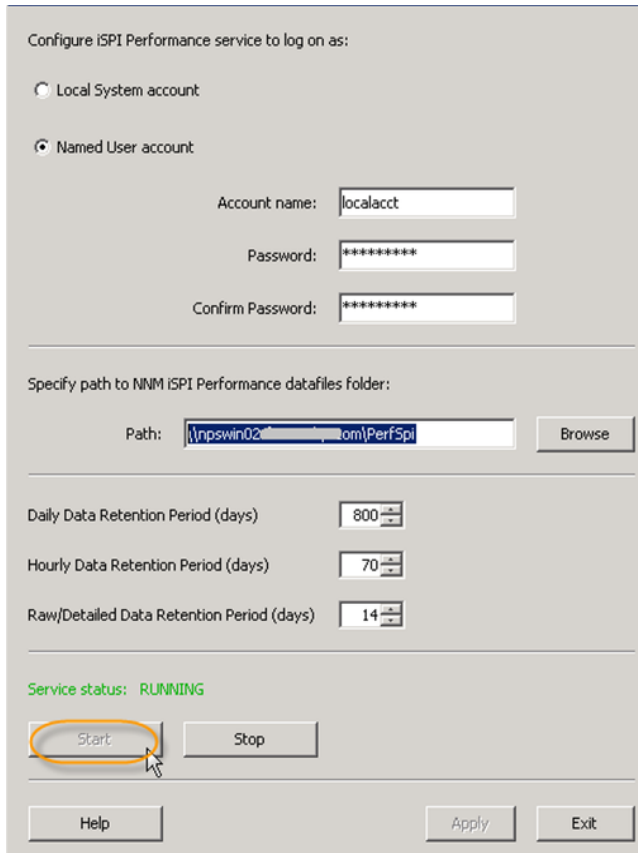 Configure iSPI Performance service to log on as:
Local System account
Named User account
Account name: localacct
Password: *********
Confirm Password: *********
Specify path to NNM iSPI Performance datafiles folder:
Path: \\npswin02 om\PerfSpi Browse
Daily Data Retention Period (days) 800
Hourly Data Retention Period (days) 70
Raw/Detailed Data Retention Period (days) 14
Service status: RUNNING
Start Stop
Help Apply Exit